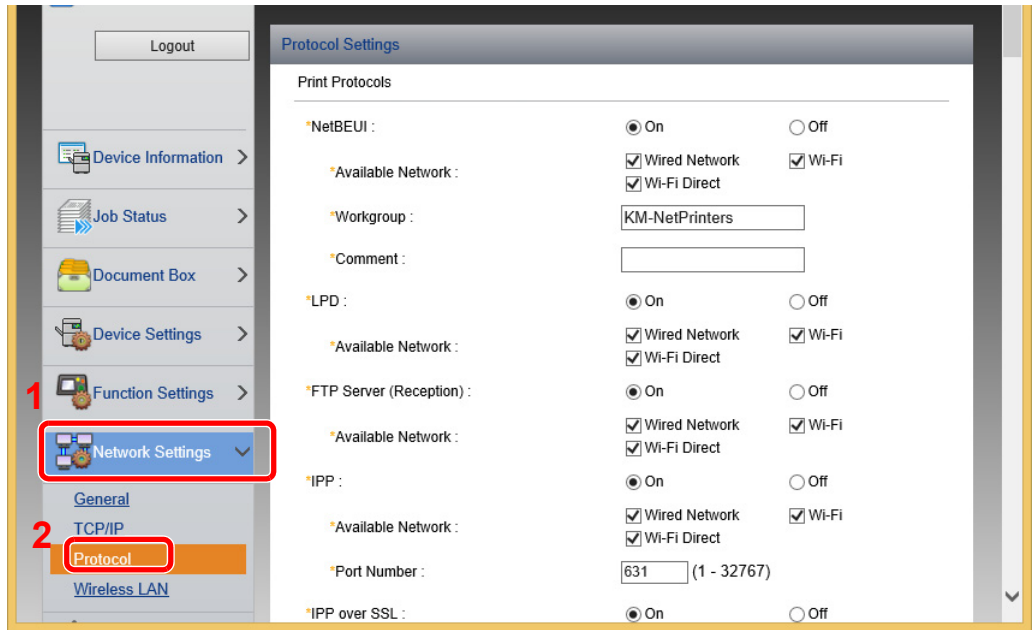 Logout
Device Information
Job Status
Document Box
Device Settings
1
Function Settings
Network Settings
General
2
TCP/IP
Protocol
Wireless LAN
Protocol Settings
Print Protocols
*NetBEUI : On Off
*Available Network : Wired Network Wi-Fi
Wi-Fi Direct
*Workgroup : KM-NetPrinters
*Comment :
*LPD : On Off
*Available Network : Wired Network Wi-Fi
Wi-Fi Direct
*FTP Server (Reception) : On Off
*Available Network : Wired Network Wi-Fi
Wi-Fi Direct
*IPP : On Off
*Available Network : Wired Network Wi-Fi
Wi-Fi Direct
*Port Number : 631 (1 - 32767)
*IPP over SSL : On Off